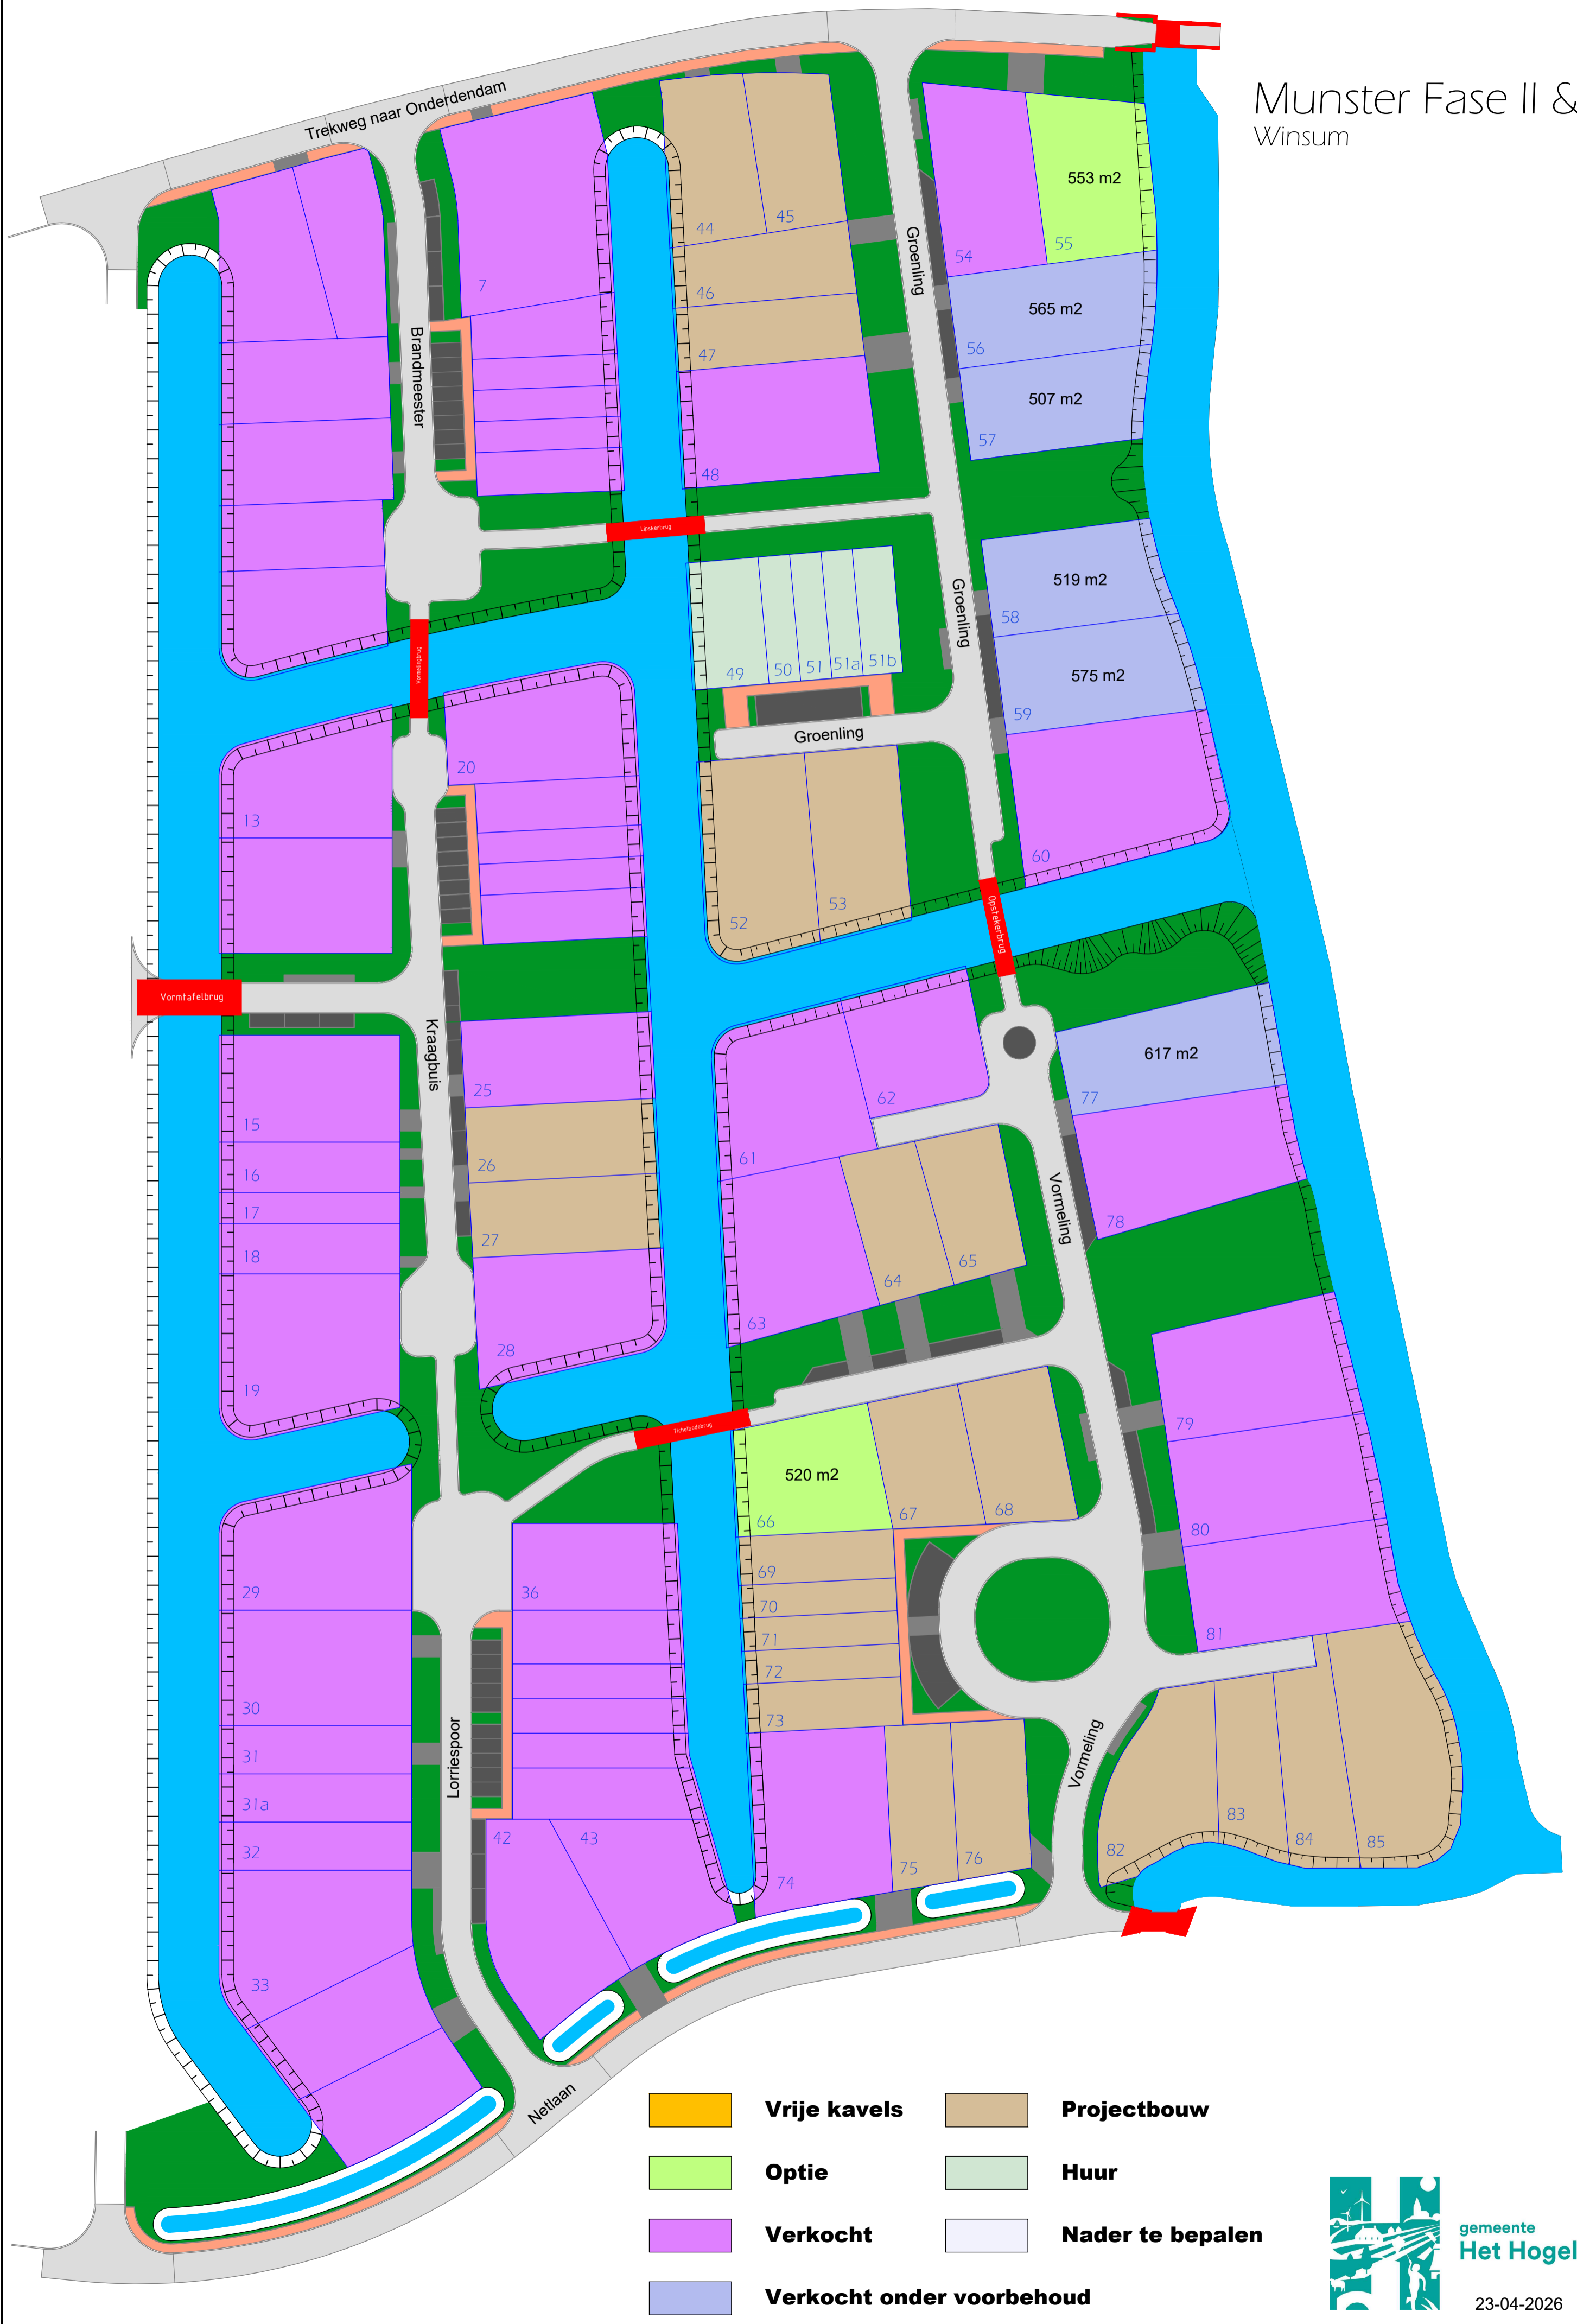 Munster Fase II &
Winsum
Trekweg naar Onderdendam
553 m2
44
45
Groenling
54
55
7
46
565 m2
56
Brandmeester
47
507 m2
57
48
Lipskerbrug
519 m2
58
Groenling
49
50
51
51a
51b
575 m2
59
Groenling
20
13
60
52
53
Opstekerbrug
Vormtafelbrug
Kraagbuis
617 m2
25
62
77
15
61
26
16
Vormeling
17
78
27
65
18
64
63
28
19
79
Tichelpadebrug
520 m2
66
67
68
80
29
36
69
70
71
81
72
30
73
31
Lorriespoor
Vormeling
31a
83
42
43
82
84
85
32
75
76
74
33
Netlaan
Vrije kavels
Projectbouw
Optie
Huur
Verkocht
Nader te bepalen
Verkocht onder voorbehoud
gemeente
Het Hogel
23-04-2026